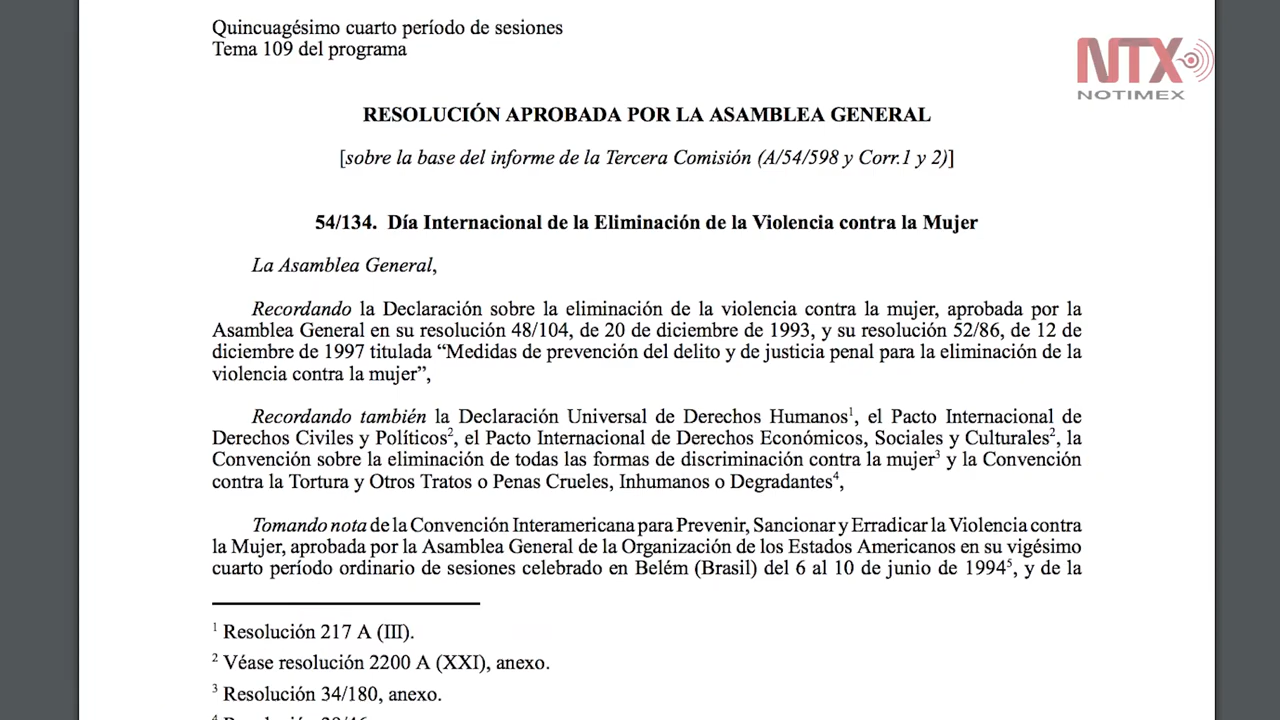 Quincuagésimo cuarto período de sesiones
Tema 109 del programa
NTX
NOTIMEX
RESOLUCIÓN APROBADA POR LA ASAMBLEA GENERAL
[sobre la base del informe de la Tercera Comisión (A/54/598 y Corr.1 y 2)]
54/134. Día Internacional de la Eliminación de la Violencia contra la Mujer
La Asamblea General,
Recordando la Declaración sobre la eliminación de la violencia contra la mujer, aprobada por la
Asamblea General en su resolución 48/104, de 20 de diciembre de 1993, y su resolución 52/86, de 12 de
diciembre de 1997 titulada “Medidas de prevención del delito y de justicia penal para la eliminación de la
violencia contra la mujer”,
Recordando también la Declaración Universal de Derechos Humanos¹, el Pacto Internacional de
Derechos Civiles y Políticos², el Pacto Internacional de Derechos Económicos, Sociales y Culturales², la
Convención sobre la eliminación de todas las formas de discriminación contra la mujer³ y la Convención
contra la Tortura y Otros Tratos o Penas Crueles, Inhumanos o Degradantes⁴,
Tomando nota de la Convención Interamericana para Prevenir, Sancionar y Erradicar la Violencia contra
la Mujer, aprobada por la Asamblea General de la Organización de los Estados Americanos en su vigésimo
cuarto período ordinario de sesiones celebrado en Belém (Brasil) del 6 al 10 de junio de 1994⁵, y de la
¹ Resolución 217 A (III).
² Véase resolución 2200 A (XXI), anexo.
³ Resolución 34/180, anexo.